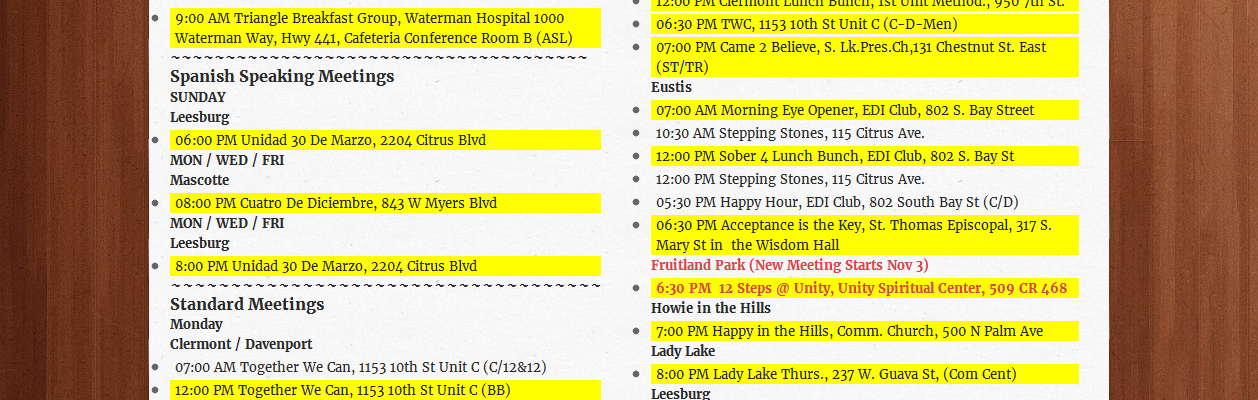 9:00 AM Triangle Breakfast Group, Waterman Hospital 1000
Waterman Way, Hwy 441, Cafeteria Conference Room B (ASL)
~~~~~~~~~~~~~~~~~~~~~~~~~~~~~~~~~~~~~~
Spanish Speaking Meetings
SUNDAY
Leesburg
06:00 PM Unidad 30 De Marzo, 2204 Citrus Blvd
MON / WED / FRI
Mascotte
08:00 PM Cuatro De Diciembre, 843 W Myers Blvd
MON / WED / FRI
Leesburg
8:00 PM Unidad 30 De Marzo, 2204 Citrus Blvd
~~~~~~~~~~~~~~~~~~~~~~~~~~~~~~~~~~~~~~~
Standard Meetings
Monday
Clermont / Davenport
07:00 AM Together We Can, 1153 10th St Unit C (C/12&12)
12:00 PM Together We Can, 1153 10th St Unit C (BB)
12:00 PM Clermont Lunch Bunch, 1st Unit Method., 950 7th St.
06:30 PM TWC, 1153 10th St Unit C (C-D-Men)
07:00 PM Came 2 Believe, S. Lk.Pres.Ch,131 Chestnut St. East
(ST/TR)
Eustis
07:00 AM Morning Eye Opener, EDI Club, 802 S. Bay Street
10:30 AM Stepping Stones, 115 Citrus Ave.
12:00 PM Sober 4 Lunch Bunch, EDI Club, 802 S. Bay St
12:00 PM Stepping Stones, 115 Citrus Ave.
05:30 PM Happy Hour, EDI Club, 802 South Bay St (C/D)
06:30 PM Acceptance is the Key, St. Thomas Episcopal, 317 S.
Mary St in the Wisdom Hall
Fruitland Park (New Meeting Starts Nov 3)
6:30 PM 12 Steps @ Unity, Unity Spiritual Center, 509 CR 468
Howie in the Hills
7:00 PM Happy in the Hills, Comm. Church, 500 N Palm Ave
Lady Lake
8:00 PM Lady Lake Thurs., 237 W. Guava St, (Com Cent)
Leesburg